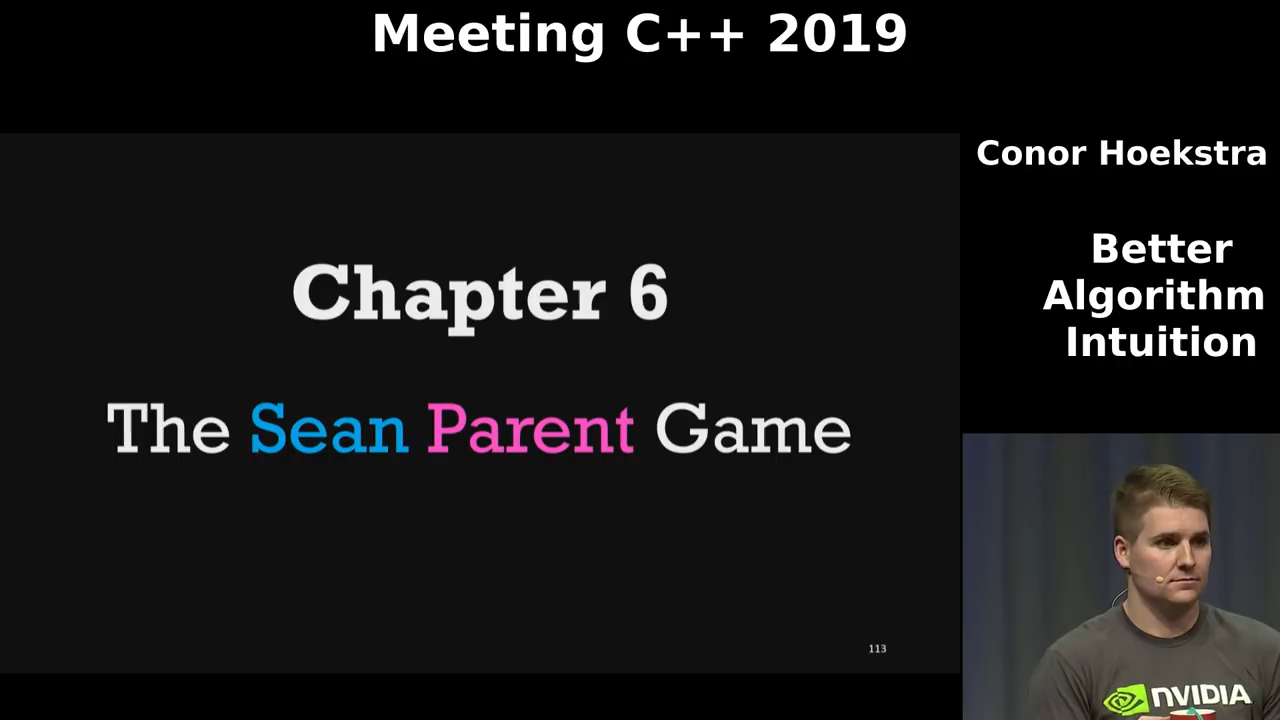 Meeting C++ 2019
Conor Hoekstra
Better
Algorithm
Intuition
Chapter 6
The Sean Parent Game
113
NVIDIA